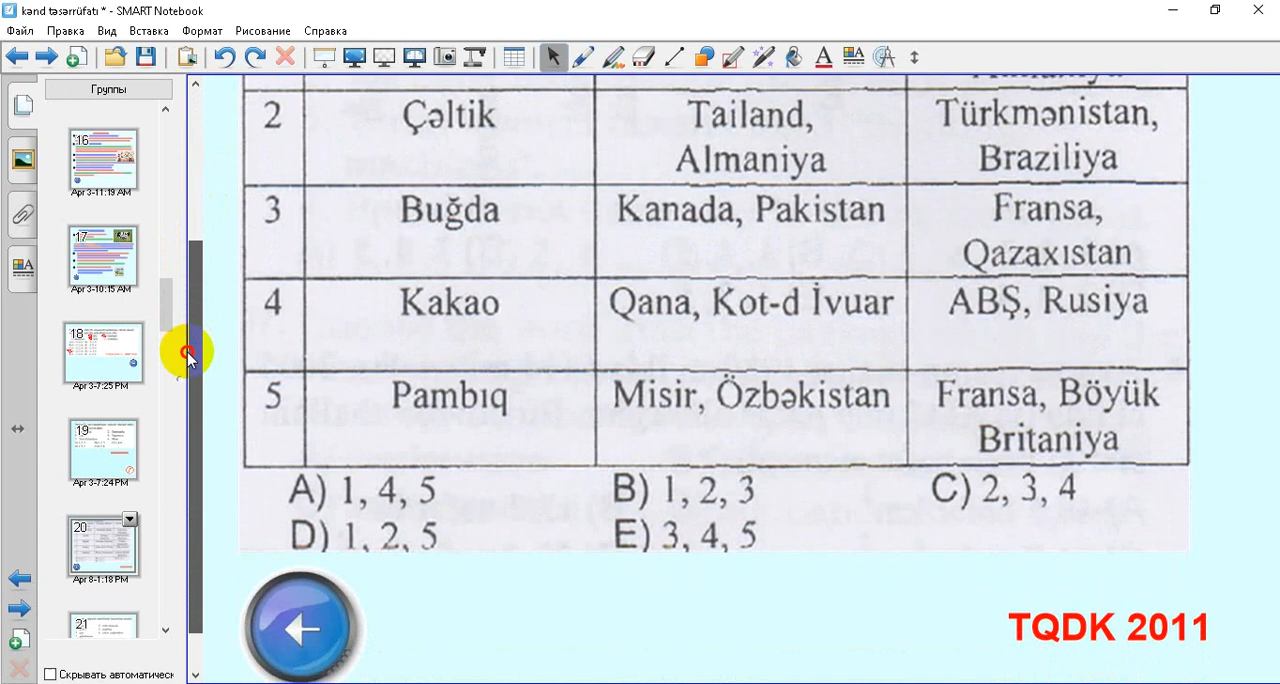 kənd təsərrüfatı * - SMART Notebook
Файл Правка Вид Вставка Формат Рисование Справка
Группы
16
Apr 3-11:19 AM
17
Apr 3-10:15 AM
18
Apr 3-7:25 PM
19
Apr 3-7:24 PM
20
Apr 8-1:18 PM
21
Скрывать автоматическ
2 Çəltik Tailand, Almaniya Türkmənistan, Braziliya
3 Buğda Kanada, Pakistan Fransa, Qazaxıstan
4 Kakao Qana, Kot-d İvuar ABŞ, Rusiya
5 Pambıq Misir, Özbəkistan Fransa, Böyük Britaniya
A) 1, 4, 5 B) 1, 2, 3 C) 2, 3, 4
D) 1, 2, 5 E) 3, 4, 5
TQDK 2011